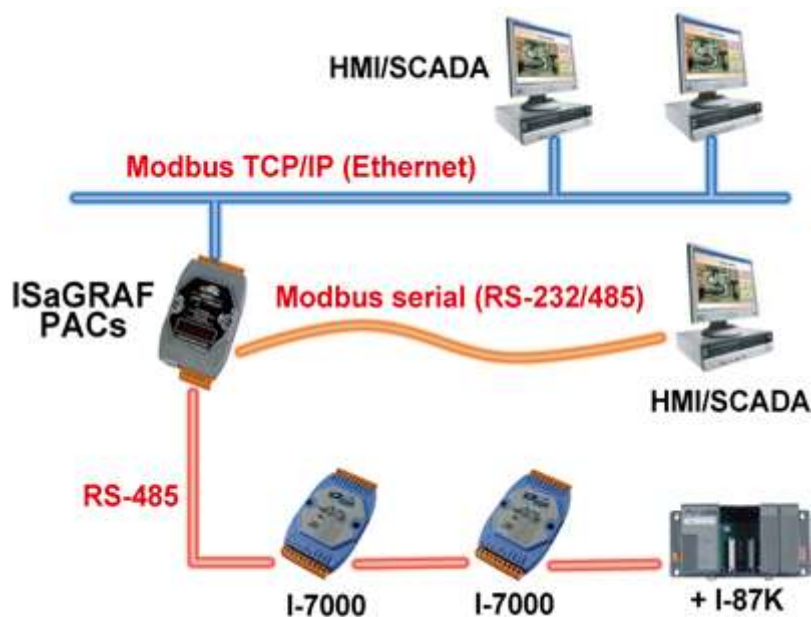 HMI/SCADA
Modbus TCP/IP (Ethernet)
ISaGRAF
PACs
Modbus serial (RS-232/485)
HMI/SCADA
RS-485
I-7000
I-7000
+ I-87K